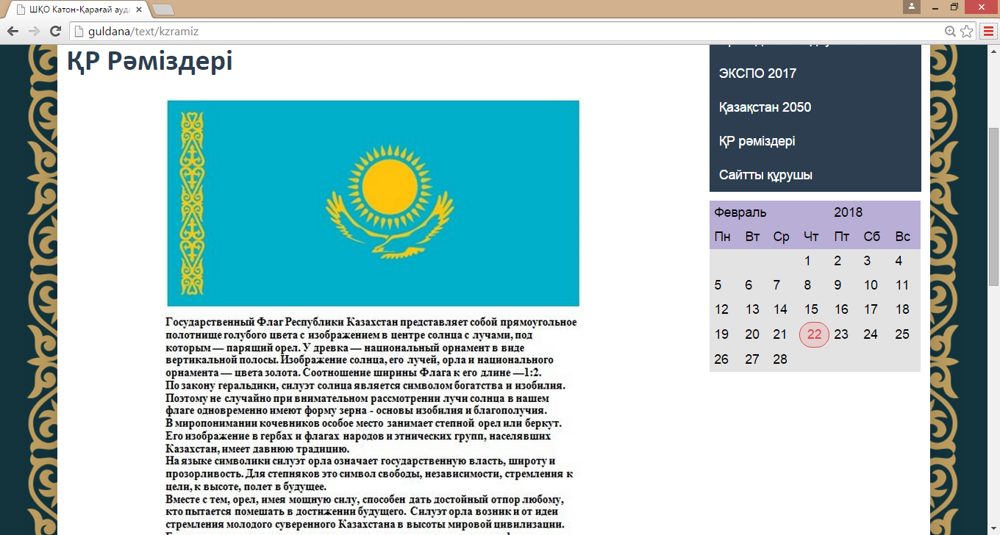 ШҚО Катон-Қарағай ауда
guldana/text/kzramiz
ҚР Рәміздері
Государственный Флаг Республики Казахстан представляет собой прямоугольное
полотнище голубого цвета с изображением в центре солнца с лучами, под
которым — парящий орел. У древка — национальный орнамент в виде
вертикальной полосы. Изображение солнца, его лучей, орла и национального
орнамента — цвета золота. Соотношение ширины Флага к его длине —1:2.
По закону геральдики, силуэт солнца является символом богатства и изобилия.
Поэтому не случайно при внимательном рассмотрении лучи солнца в нашем
флаге одновременно имеют форму зерна - основы изобилия и благополучия.
В миропонимании кочевников особое место занимает степной орел или беркут.
Его изображение в гербах и флагах народов и этнических групп, населявших
Казахстан, имеет давнюю традицию.
На языке символики силуэт орла означает государственную власть, широту и
прозорливость. Для степняков это символ свободы, независимости, стремления к
цели, к высоте, полет в будущее.
Вместе с тем, орел, имея мощную силу, способен дать достойный отпор любому,
кто пытается помешать в достижении будущего. Силуэт орла возник и от идеи
стремления молодого суверенного Казахстана в высоты мировой цивилизации.
ЭКСПО 2017
Қазақстан 2050
ҚР рәміздері
Сайтты құрушы
Февраль 2018
Пн Вт Ср Чт Пт Сб Вс
1 2 3 4
5 6 7 8 9 10 11
12 13 14 15 16 17 18
19 20 21 22 23 24 25
26 27 28